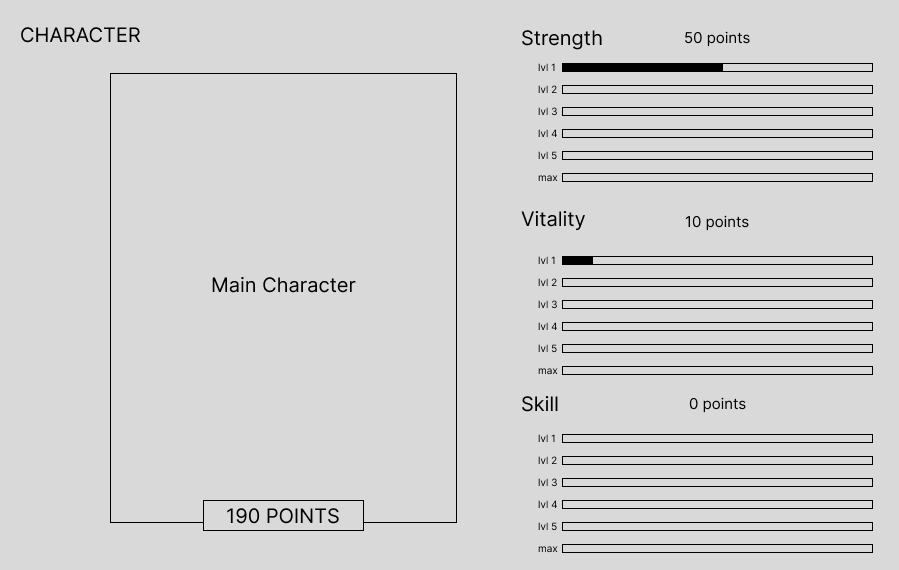 CHARACTER
Main Character
190 POINTS
Strength 50 points
lvl 1
lvl 2
lvl 3
lvl 4
lvl 5
max
Vitality 10 points
lvl 1
lvl 2
lvl 3
lvl 4
lvl 5
max
Skill 0 points
lvl 1
lvl 2
lvl 3
lvl 4
lvl 5
max